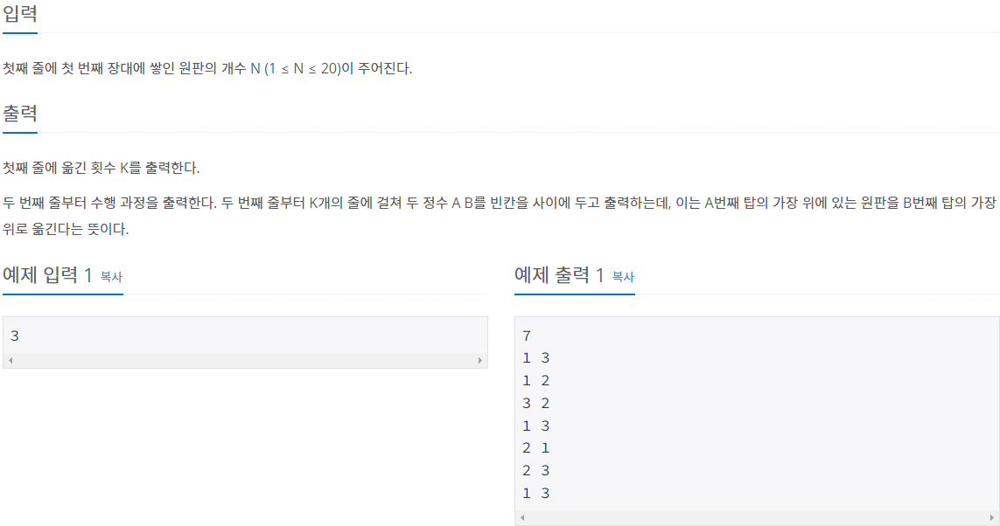 입력
첫째 줄에 첫 번째 장대에 쌓인 원판의 개수 N (1 ≤ N ≤ 20)이 주어진다.
출력
첫째 줄에 옮긴 횟수 K를 출력한다.
두 번째 줄부터 수행 과정을 출력한다. 두 번째 줄부터 K개의 줄에 걸쳐 두 정수 A B를 빈칸을 사이에 두고 출력하는데, 이는 A번째 탑의 가장 위에 있는 원판을 B번째 탑의 가장
위로 옮긴다는 뜻이다.
예제 입력 1 복사
3
예제 출력 1 복사
7
1 3
1 2
3 2
1 3
2 1
2 3
1 3